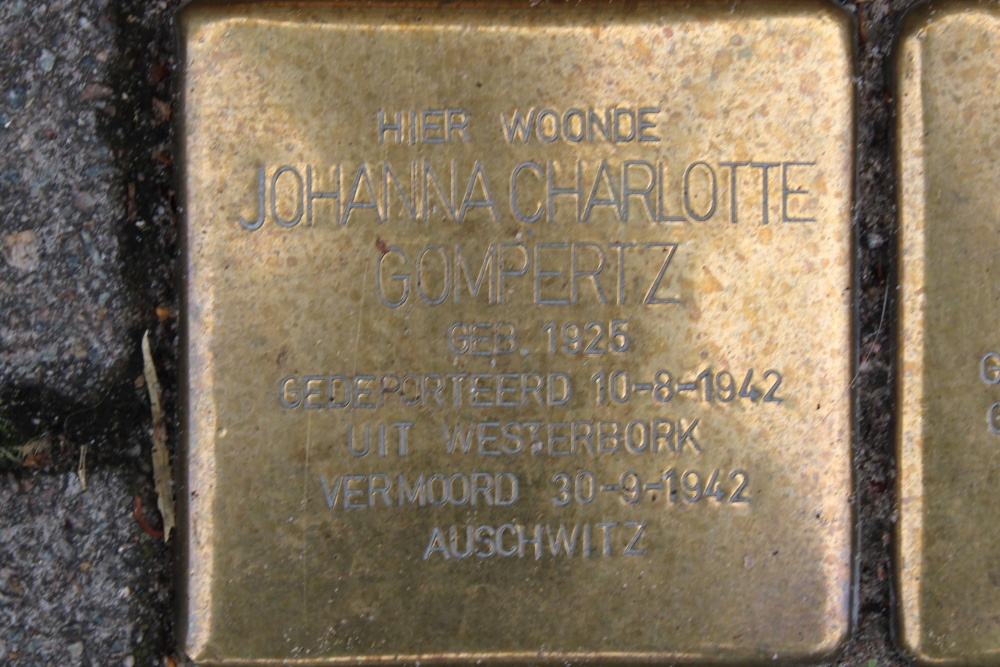 HIER WOONDE
JOHANNA CHARLOTTE
GOMPERTZ
GEB. 1925
GEDEPORTEERD 10-8-1942
UIT WESTERBORK
VERMOORD 30-9-1942
AUSCHWITZ